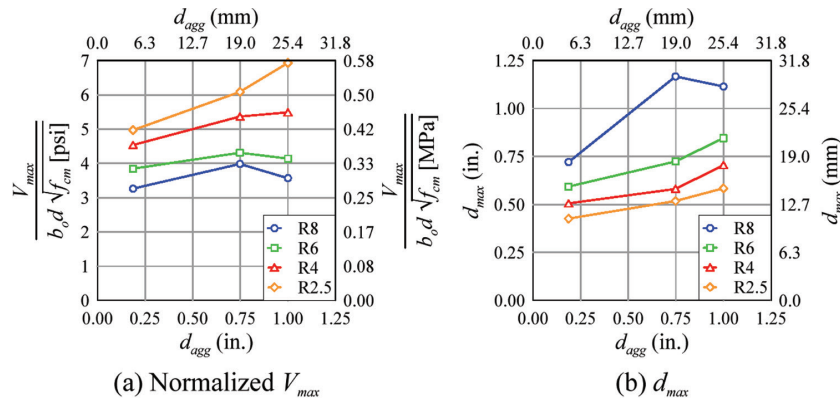 d_agg (mm)
0.0 6.3 12.7 19.0 25.4 31.8
7 6 5 4 3 2 1 0
V_max / b_o d √f_cm [psi]
0.58 0.50 0.42 0.33 0.25 0.17 0.08 0.00
V_max / b_o d √f_cm [MPa]
R8
R6
R4
R2.5
0.00 0.25 0.50 0.75 1.00 1.25
d_agg (in.)
(a) Normalized V_max
d_agg (mm)
0.0 6.3 12.7 19.0 25.4 31.8
1.25 1.00 0.75 0.50 0.25 0.00
d_max (in.)
31.8 25.4 19.0 12.7 6.3 0.0
d_max (mm)
R8
R6
R4
R2.5
0.00 0.25 0.50 0.75 1.00 1.25
d_agg (in.)
(b) d_max